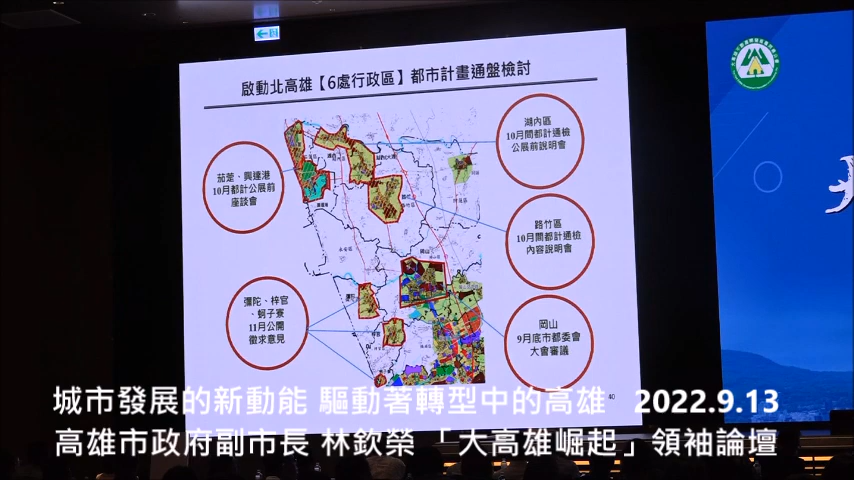 啟動北高雄【6處行政區】都市計畫通盤檢討
湖內區
10月間都計通檢
公展前說明會
茄萣、興達港
10月都計公展前
座談會
路竹區
10月間都計通檢
內容說明會
彌陀、梓官
、蚵子寮
11月公開
徵求意見
岡山
9月底市都委會
大會審議
40
城市發展的新動能 驅動著轉型中的高雄 2022.9.13
高雄市政府副市長 林欽榮 「大高雄崛起」領袖論壇